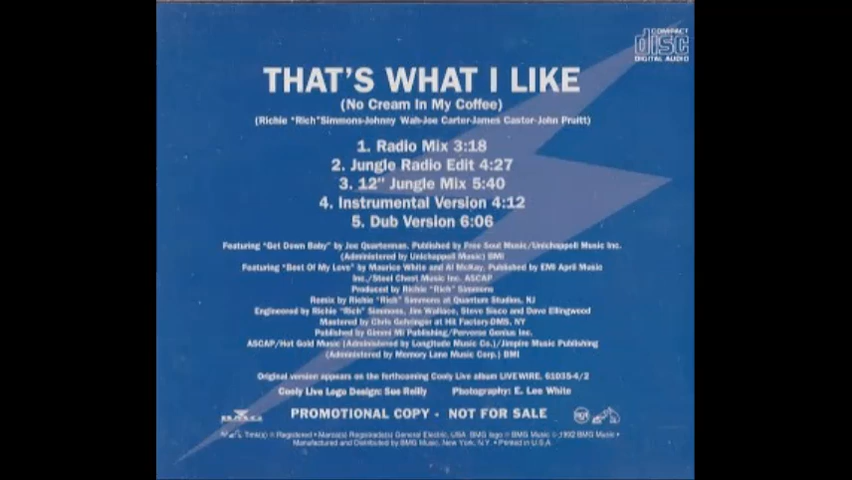 COMPACT
disc
DIGITAL AUDIO
THAT'S WHAT I LIKE
(No Cream In My Coffee)
(Richie "Rich"Simmons-Johnny Wah-Joe Carter-James Castor-John Pruitt)
1. Radio Mix 3:18
2. Jungle Radio Edit 4:27
3. 12" Jungle Mix 5:40
4. Instrumental Version 4:12
5. Dub Version 6:06
Featuring "Get Down Baby" by Joe Quarterman. Published by Free Soul Music/Unichappell Music Inc.
(Administered by Unichappell Music) BMI
Featuring "Best Of My Love" by Maurice White and Al McKay. Published by EMI April Music
Inc./Steel Chest Music Inc. ASCAP
Produced by Richie "Rich" Simmons
Remix by Richie "Rich" Simmons at Quantum Studios, NJ
Engineered by Richie "Rich" Simmons, Jim Wallace, Steve Sisco and Dave Ellingwood
Mastered by Chris Gehringer at Hit Factory-DMS, NY
Published by Gimmi Mi Publishing/Perverse Genius Inc.
ASCAP/Hot Gold Music (Administered by Longitude Music Co.)/Jimpire Music Publishing
(Administered by Memory Lane Music Corp.) BMI
Original version appears on the forthcoming Cooly Live album LIVEWIRE, 61035-4/2
Cooly Live Logo Design: Sue Reilly Photography: E. Lee White
BMG PROMOTIONAL COPY - NOT FOR SALE RCA
Tmk(s) ® Registered • Marca(s) Registrada(s) General Electric, USA. BMG logo ® BMG Music © 1992 BMG Music •
Manufactured and Distributed by BMG Music, New York, N.Y. • Printed in U.S.A.